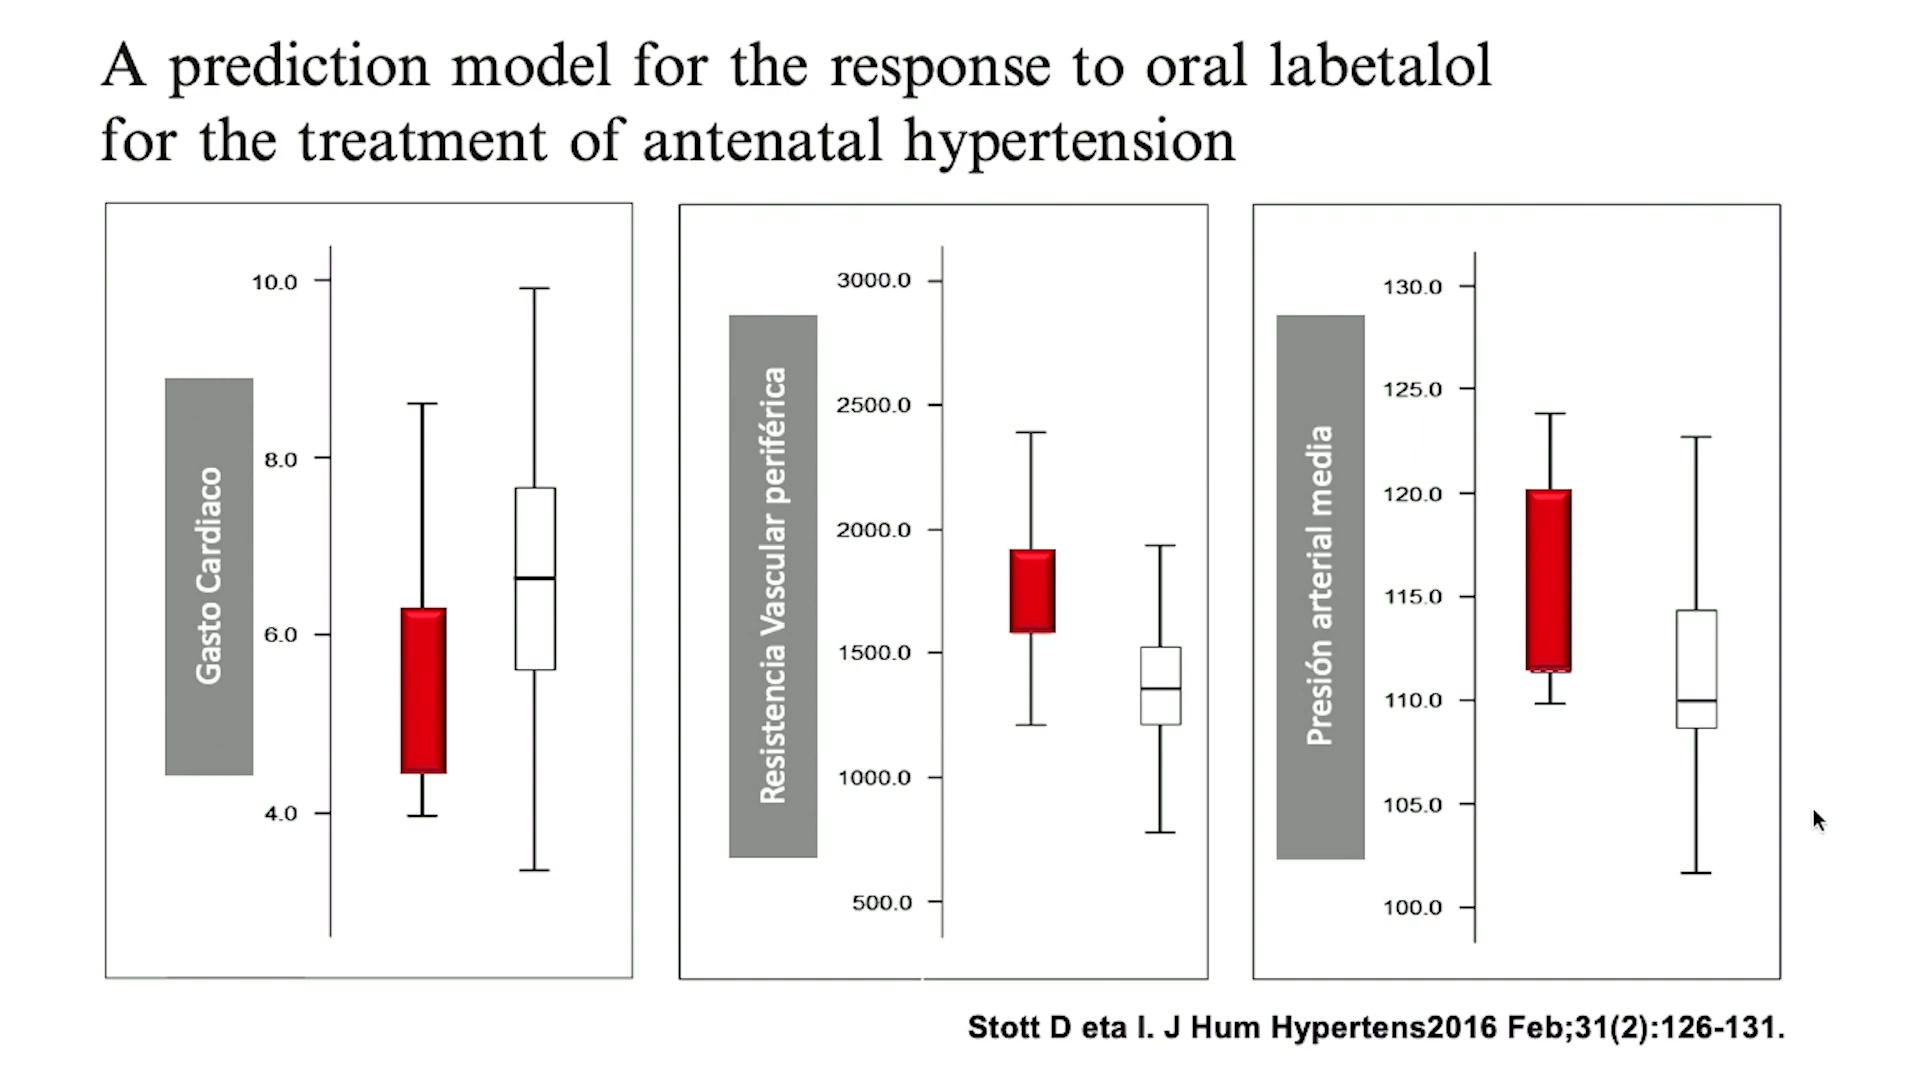 A prediction model for the response to oral labetalol
for the treatment of antenatal hypertension
Gasto Cardiaco
10.0
8.0
6.0
4.0
Resistencia Vascular periférica
3000.0
2500.0
2000.0
1500.0
1000.0
500.0
Presión arterial media
130.0
125.0
120.0
115.0
110.0
105.0
100.0
Stott D eta l. J Hum Hypertens2016 Feb;31(2):126-131.